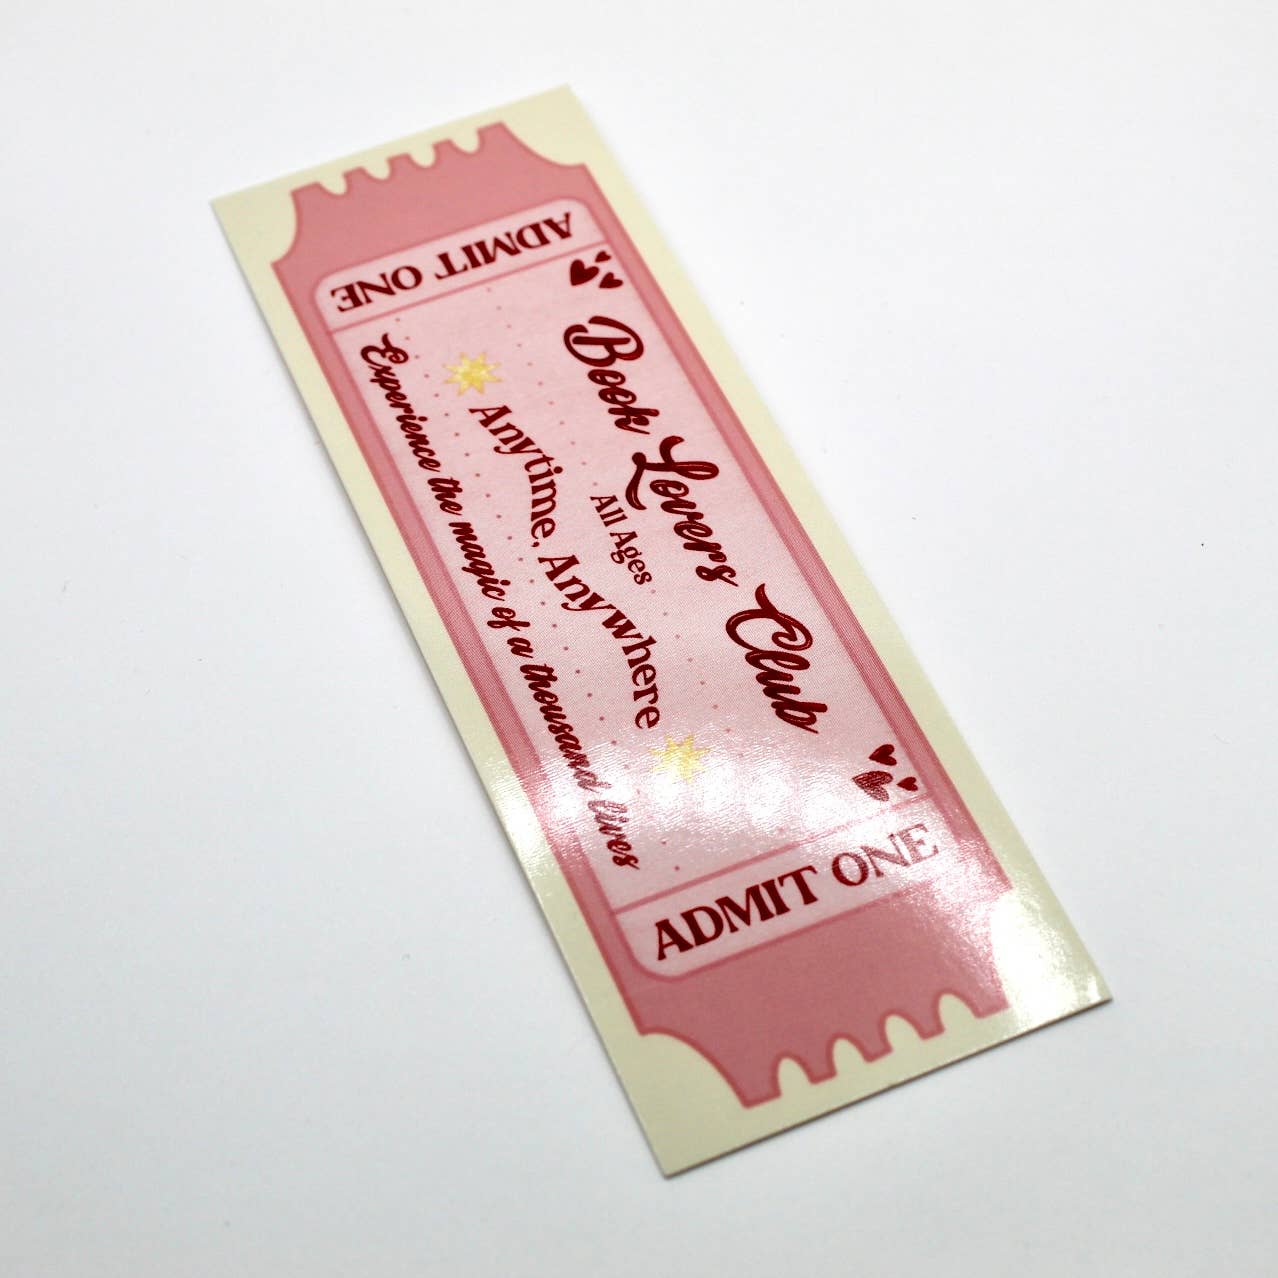 ADMIT ONE
Book Lovers Club
All Ages
Anytime, Anywhere
Experience the magic of a thousand lives
ADMIT ONE